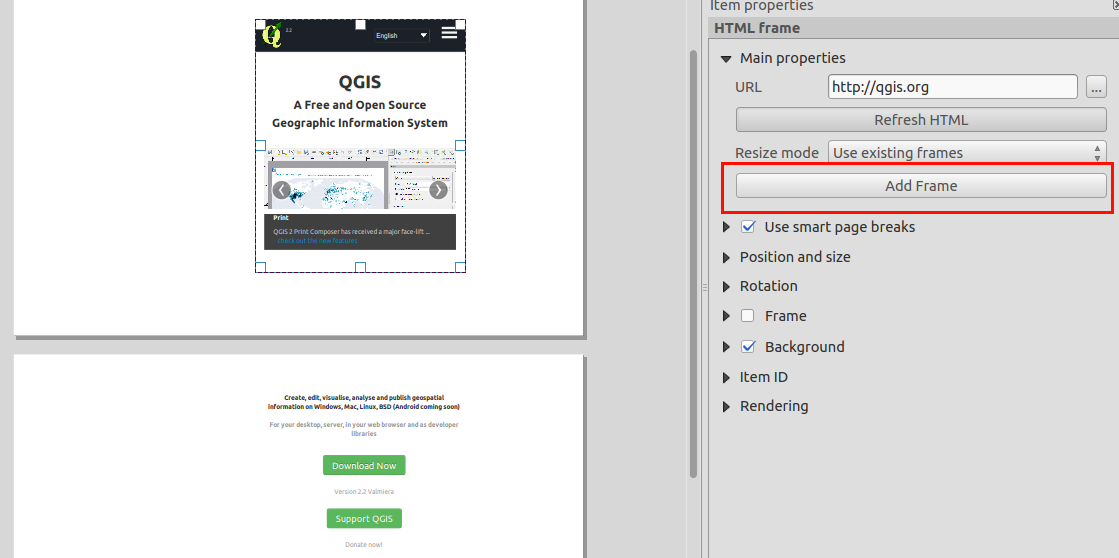 2.2
English
QGIS
A Free and Open Source
Geographic Information System
Print
QGIS 2 Print Composer has received a major face-lift ...
check out the new features
Create, edit, visualise, analyse and publish geospatial
information on Windows, Mac, Linux, BSD (Android coming soon)
For your desktop, server, in your web browser and as developer
libraries
Download Now
Version 2.2 Valmiera
Support QGIS
Donate now!
Item properties
HTML frame
Main properties
URL http://qgis.org ...
Refresh HTML
Resize mode Use existing frames
Add Frame
Use smart page breaks
Position and size
Rotation
Frame
Background
Item ID
Rendering